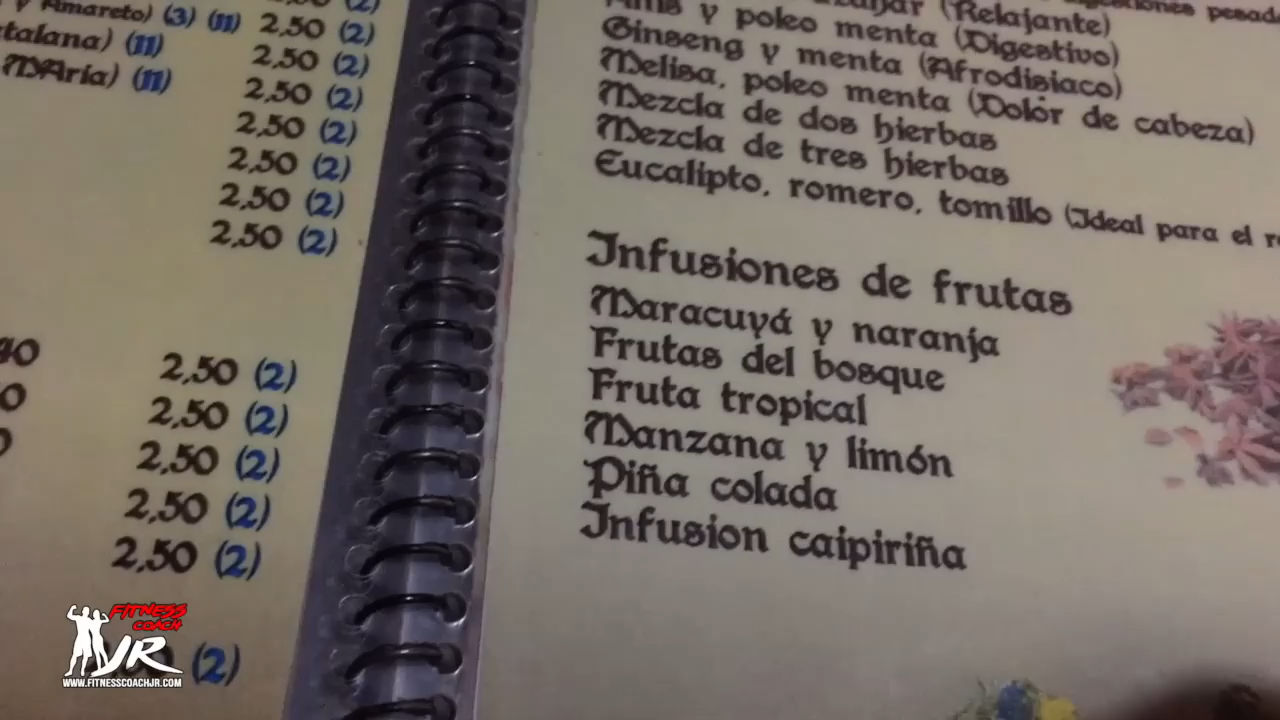 y Amareto) (3) (11) 2,50 (2)
2,50 (2)
(11) 2,50 (2)
(11) 2,50 (2)
2,50 (2)
2,50 (2)
2,50 (2)
2,50 (2)
2,50 (2)
2,50 (2)
2,50 (2)
2,50 (2)
(2)
(Relajante)
y poleo menta (Digestivo)
Ginseng y menta (Afrodisiaco)
Melisa, poleo menta (Dolor de cabeza)
Mezcla de dos hierbas
Mezcla de tres hierbas
Eucalipto, romero, tomillo (Ideal para el
Infusiones de frutas
Maracuyá y naranja
Frutas del bosque
Fruta tropical
Manzana y limón
Piña colada
Infusion caipiriña
FITNESS
COACH
JR
WWW.FITNESSCOACHJR.COM